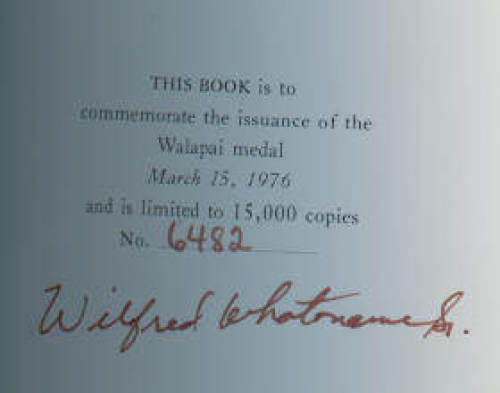 THIS BOOK is to
commemorate the issuance of the
Walapai medal
March 15, 1976
and is limited to 15,000 copies
No. 6482
Wilfred Whatoname Sr.